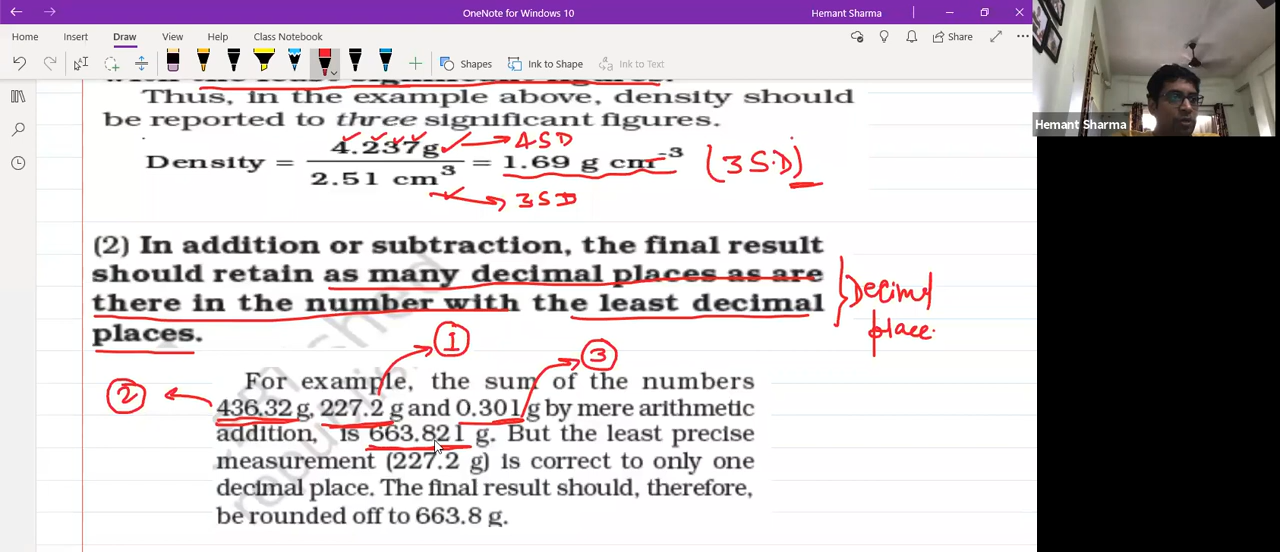 OneNote for Windows 10
Hemant Sharma
Home Insert Draw View Help Class Notebook
Share
Shapes Ink to Shape Ink to Text
Thus, in the example above, density should
be reported to three significant figures.
Density = 4.237g / 2.51 cm³ = 1.69 g cm⁻³ (3 S.D)
4SD
3SD
(2) In addition or subtraction, the final result
should retain as many decimal places as are
there in the number with the least decimal
places.
Decimal
place.
1
3
2
For example, the sum of the numbers
436.32 g, 227.2 g and 0.301 g by mere arithmetic
addition, is 663.821 g. But the least precise
measurement (227.2 g) is correct to only one
decimal place. The final result should, therefore,
be rounded off to 663.8 g.
Hemant Sharma